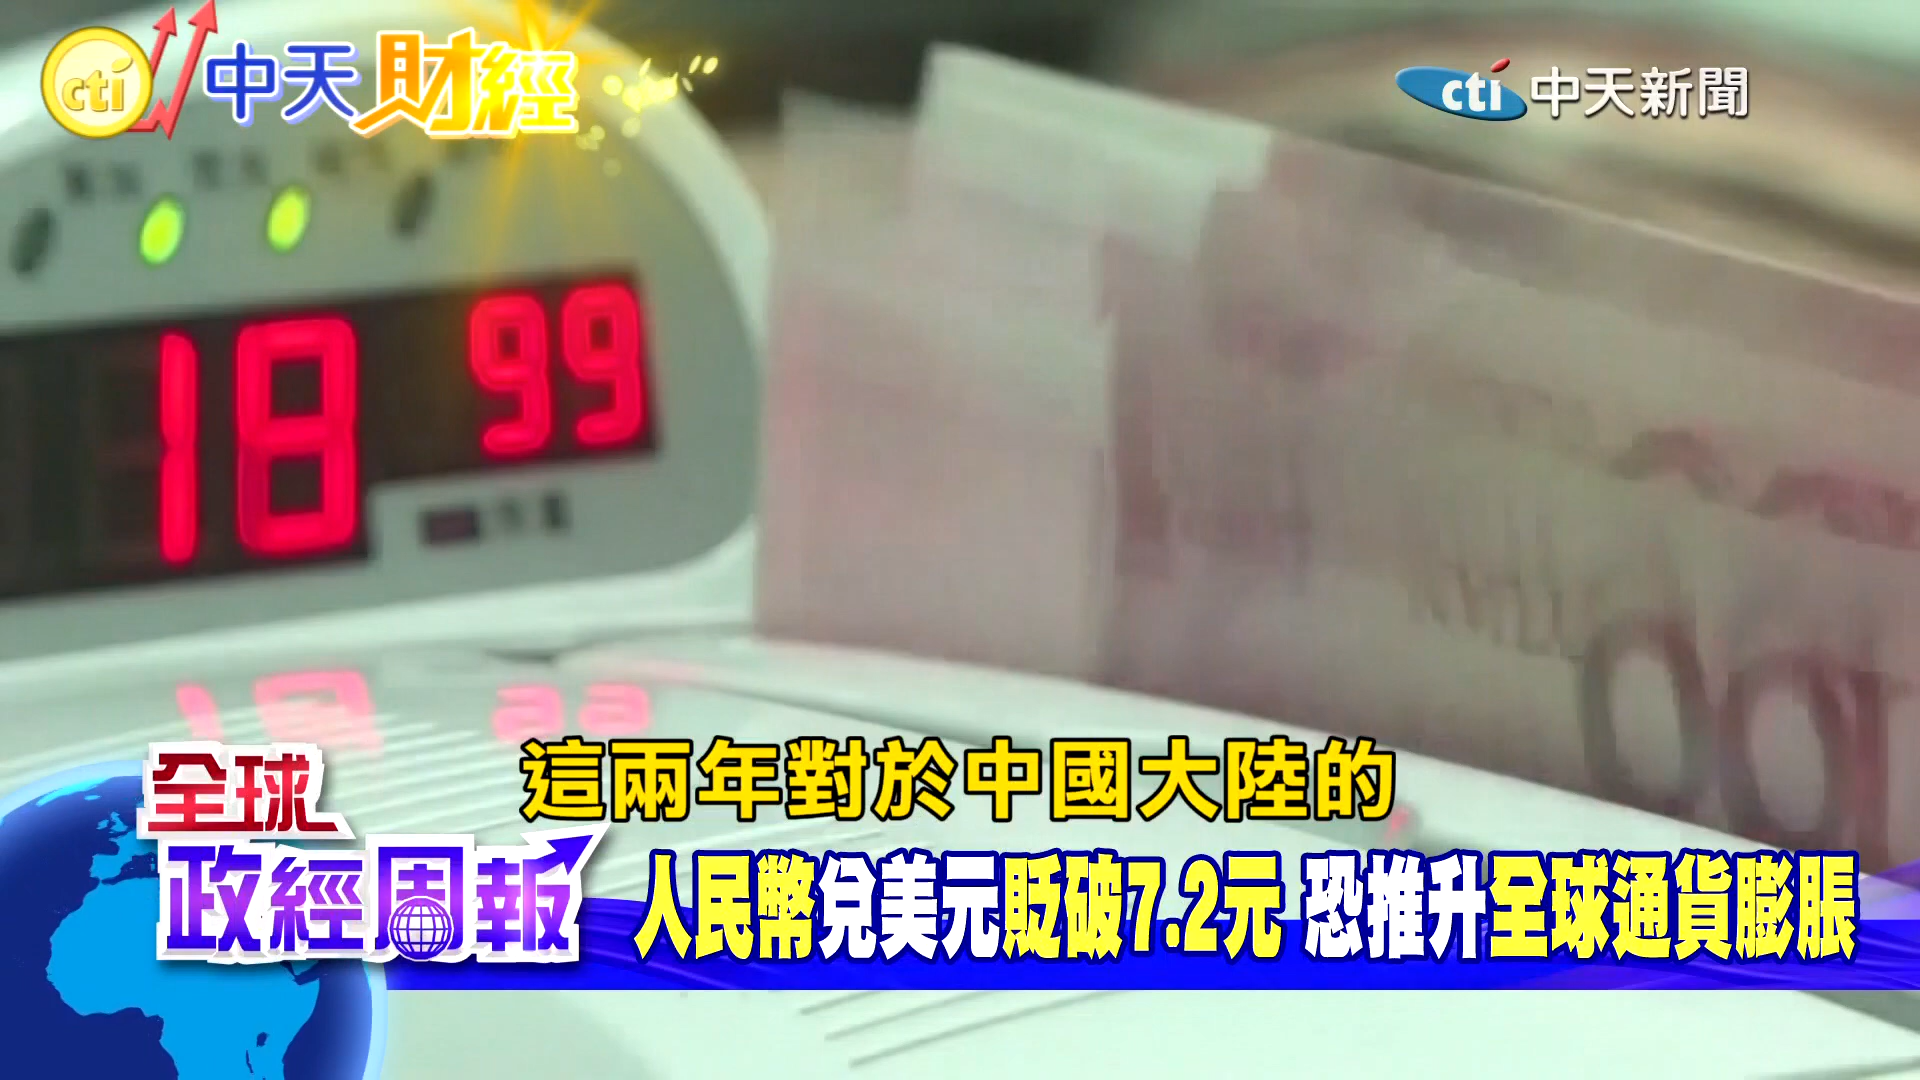 cti 中天財經
cti 中天新聞
18 99
00
這兩年對於中國大陸的
全球
政經周報
人民幣兌美元貶破7.2元 恐推升全球通貨膨脹